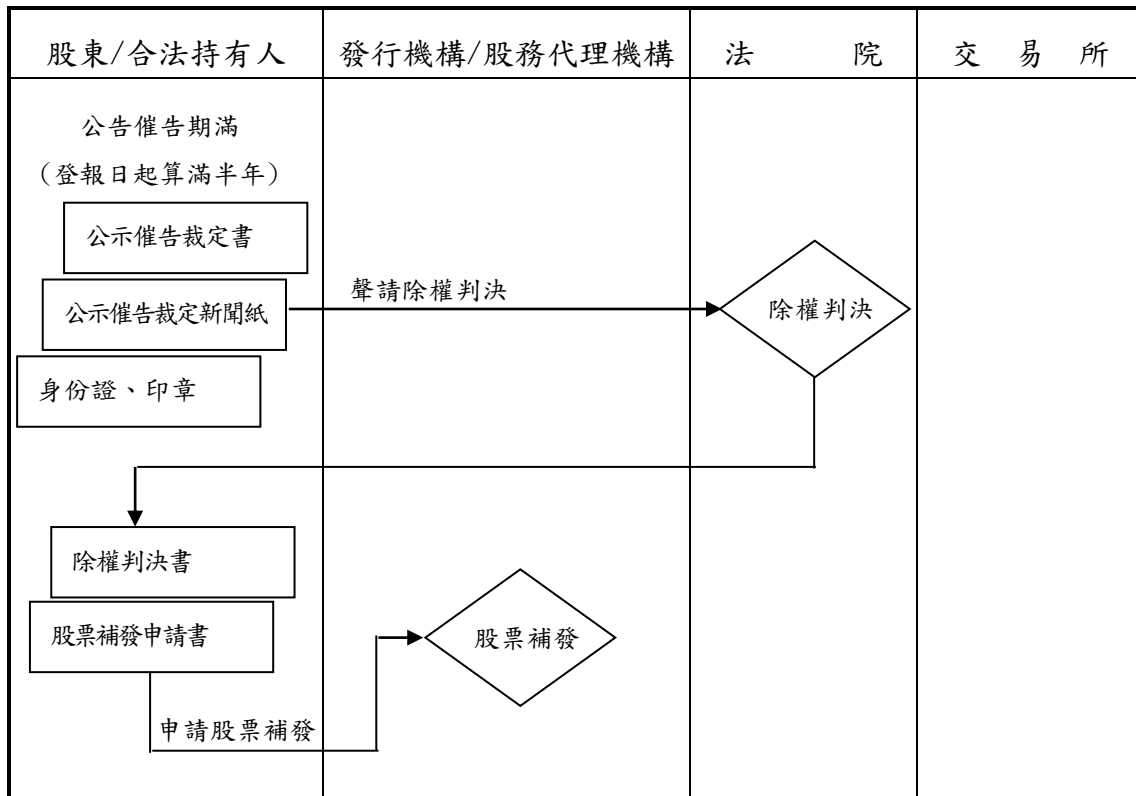 股東/合法持有人
發行機構/股務代理機構
法 院
交 易 所
公告催告期滿
（登報日起算滿半年）
公示催告裁定書
公示催告裁定新聞紙
身份證、印章
聲請除權判決
除權判決
除權判決書
股票補發申請書
申請股票補發
股票補發